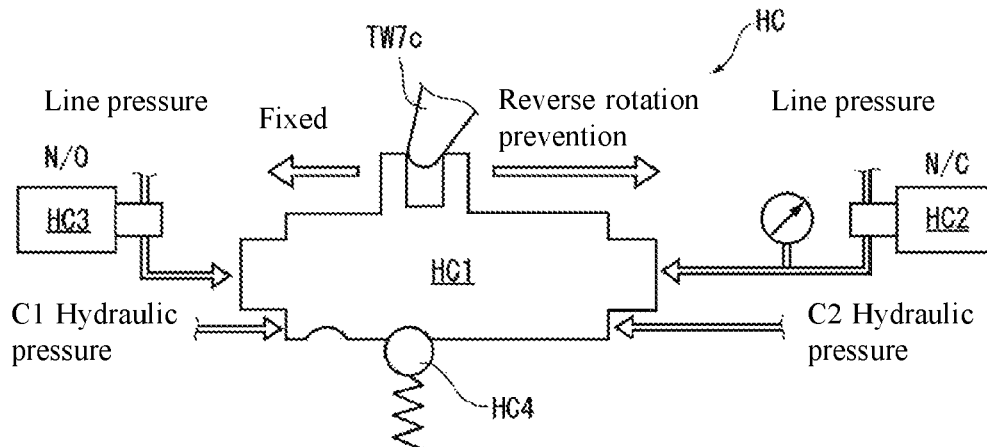 TW7c
HC
Line pressure
Fixed
Reverse rotation
prevention
Line pressure
N/O
N/C
HC3
HC2
HC1
C1 Hydraulic
pressure
C2 Hydraulic
pressure
HC4